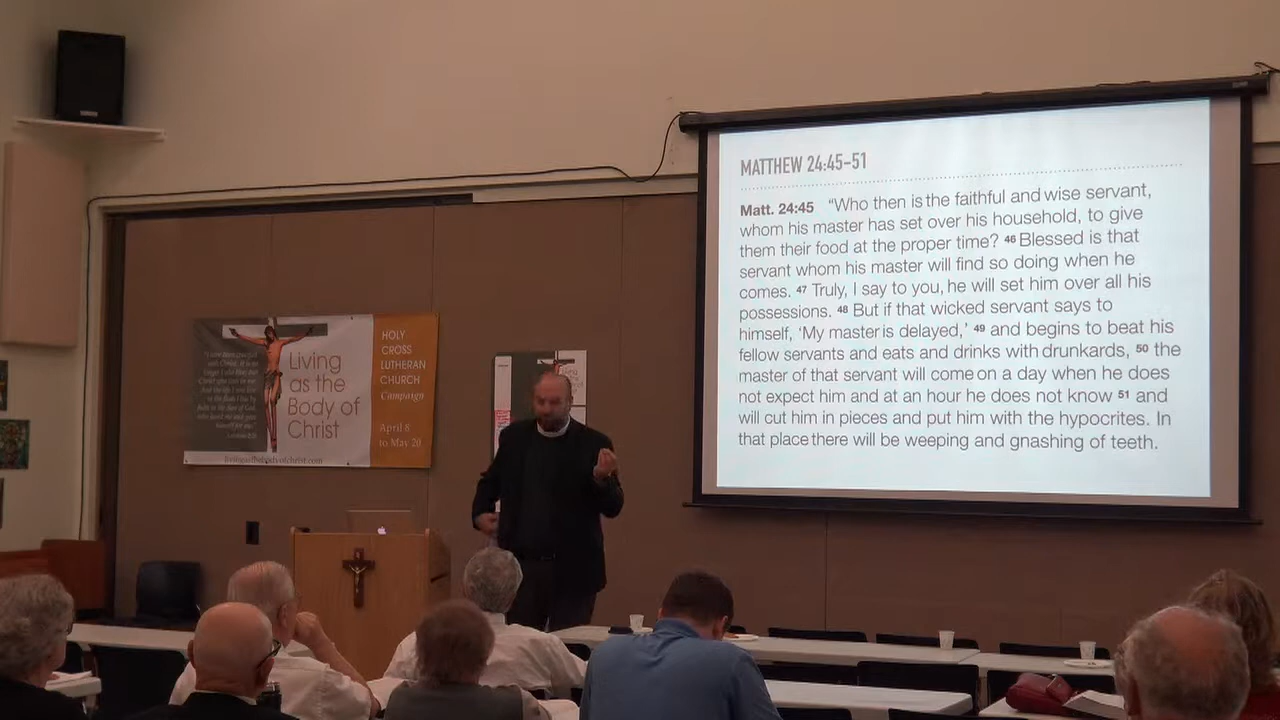 MATTHEW 24:45–51
Matt. 24:45 “Who then is the faithful and wise servant,
whom his master has set over his household, to give
them their food at the proper time? 46 Blessed is that
servant whom his master will find so doing when he
comes. 47 Truly, I say to you, he will set him over all his
possessions. 48 But if that wicked servant says to
himself, ‘My master is delayed,’ 49 and begins to beat his
fellow servants and eats and drinks with drunkards, 50 the
master of that servant will come on a day when he does
not expect him and at an hour he does not know 51 and
will cut him in pieces and put him with the hypocrites. In
that place there will be weeping and gnashing of teeth.
Living
as the
Body of
Christ
HOLY
CROSS
LUTHERAN
CHURCH
Campaign
April 8
to May 20